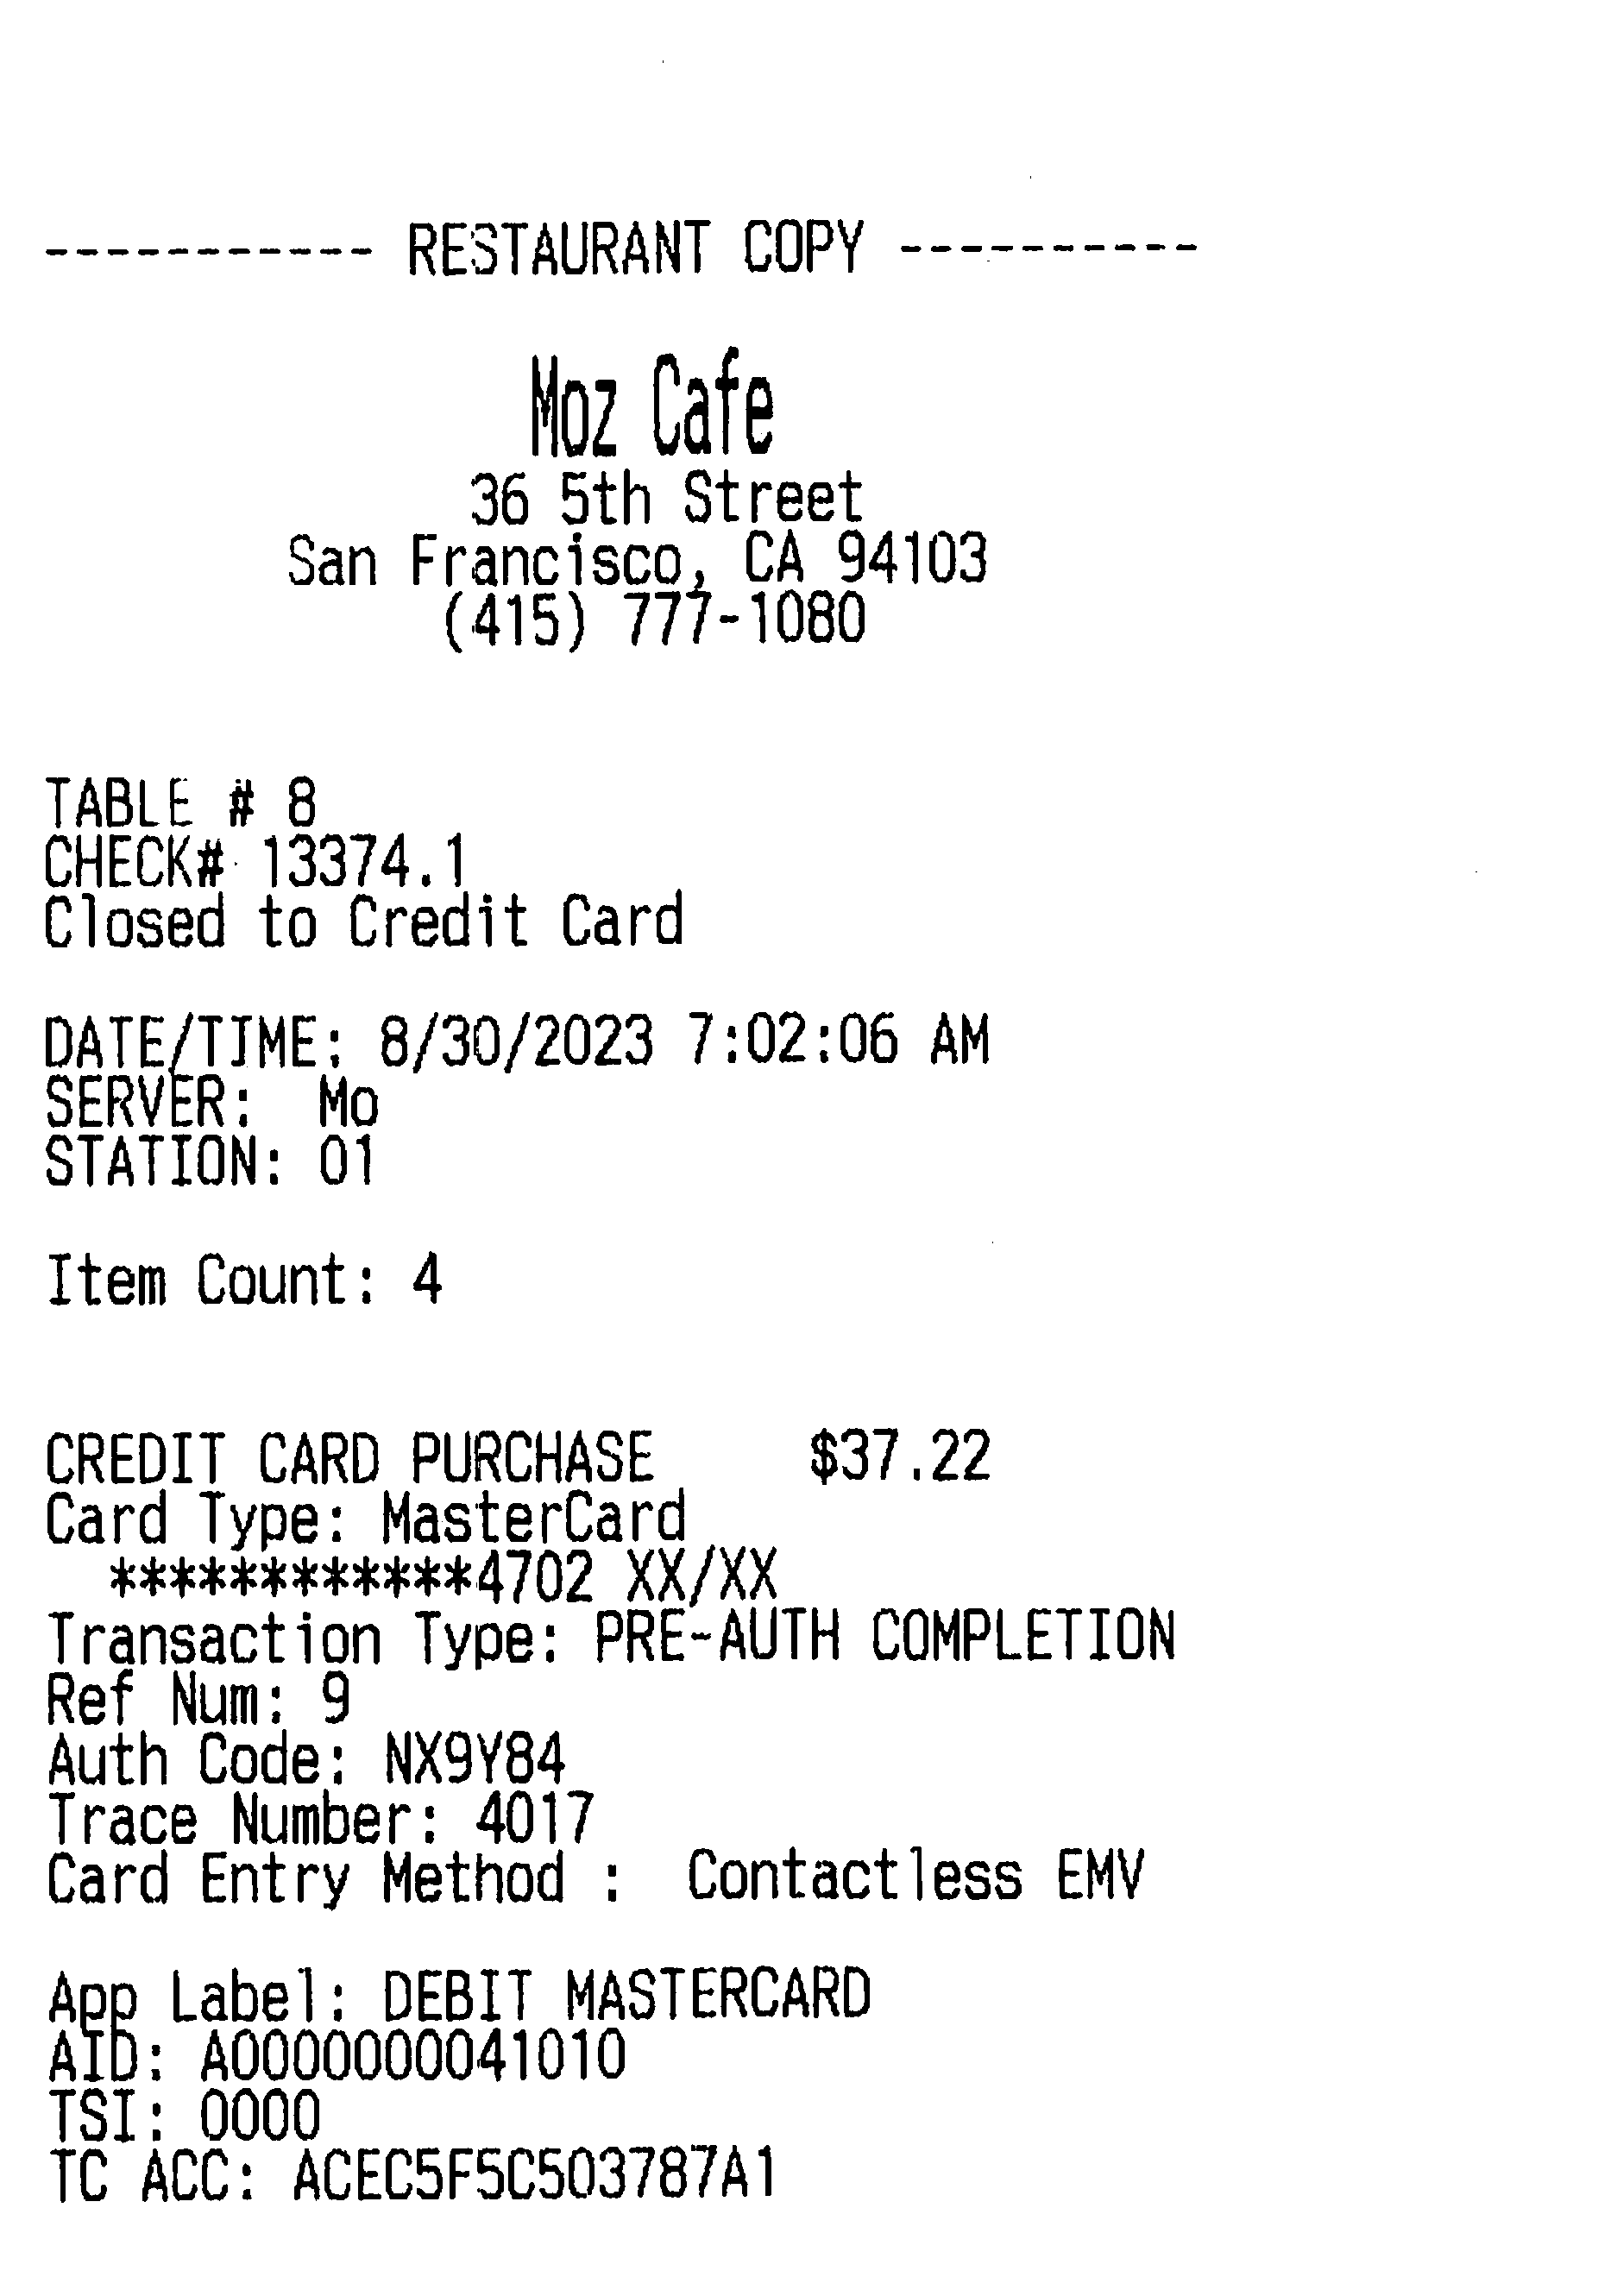 ----------- RESTAURANT COPY ----------
Moz Cafe
36 5th Street
San Francisco, CA 94103
(415) 777-1080
TABLE # 8
CHECK# 13374.1
Closed to Credit Card
DATE/TIME: 8/30/2023 7:02:06 AM
SERVER: Mo
STATION: 01
Item Count: 4
CREDIT CARD PURCHASE $37.22
Card Type: MasterCard
************4702 XX/XX
Transaction Type: PRE-AUTH COMPLETION
Ref Num: 9
Auth Code: NX9Y84
Trace Number: 4017
Card Entry Method : Contactless EMV
App Label: DEBIT MASTERCARD
AID: A0000000041010
TSI: 0000
TC ACC: ACEC5F5C503787A1